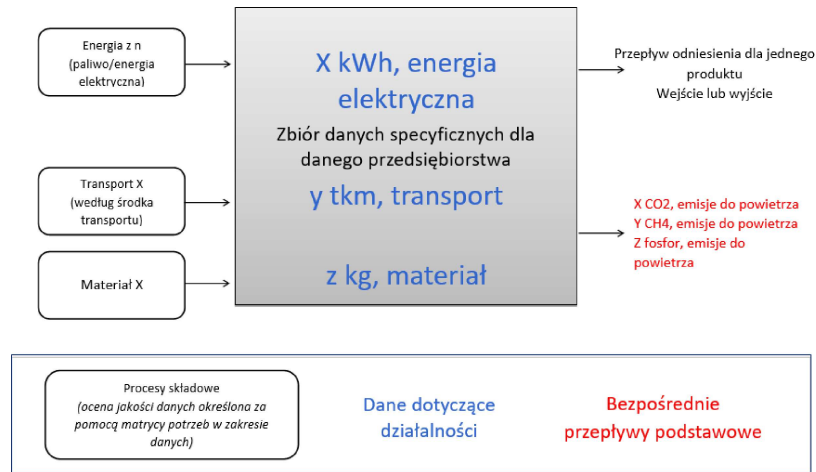 Energia z n
(paliwo/energia
elektryczna)
X kWh, energia
elektryczna
Zbiór danych specyficznych dla
danego przedsiębiorstwa
y tkm, transport
z kg, materiał
Przepływ odniesienia dla jednego
produktu
Wejście lub wyjście
Transport X
(według środka
transportu)
Materiał X
X CO2, emisje do powietrza
Y CH4, emisje do powietrza
Z fosfor, emisje do
powietrza
Procesy składowe
(ocena jakości danych określona za
pomocą matrycy potrzeb w zakresie
danych)
Dane dotyczące
działalności
Bezpośrednie
przepływy podstawowe